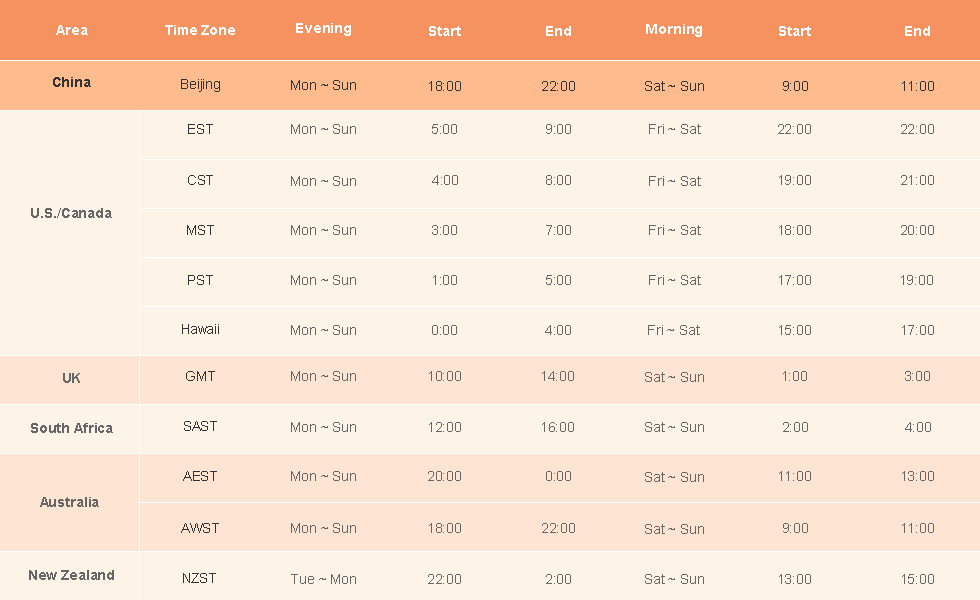 Area Time Zone Evening Start End Morning Start End
China Beijing Mon ~ Sun 18:00 22:00 Sat ~ Sun 9:00 11:00
EST Mon ~ Sun 5:00 9:00 Fri ~ Sat 22:00 22:00
CST Mon ~ Sun 4:00 8:00 Fri ~ Sat 19:00 21:00
U.S./Canada MST Mon ~ Sun 3:00 7:00 Fri ~ Sat 18:00 20:00
PST Mon ~ Sun 1:00 5:00 Fri ~ Sat 17:00 19:00
Hawaii Mon ~ Sun 0:00 4:00 Fri ~ Sat 15:00 17:00
UK GMT Mon ~ Sun 10:00 14:00 Sat ~ Sun 1:00 3:00
South Africa SAST Mon ~ Sun 12:00 16:00 Sat ~ Sun 2:00 4:00
AEST Mon ~ Sun 20:00 0:00 Sat ~ Sun 11:00 13:00
Australia AWST Mon ~ Sun 18:00 22:00 Sat ~ Sun 9:00 11:00
New Zealand NZST Tue ~ Mon 22:00 2:00 Sat ~ Sun 13:00 15:00